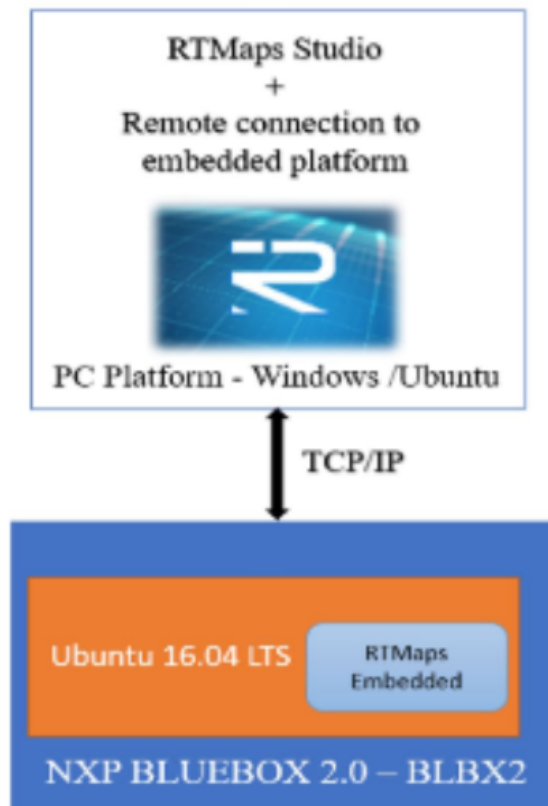 RTMaps Studio
+
Remote connection to
embedded platform
PC Platform - Windows /Ubuntu
TCP/IP
Ubuntu 16.04 LTS
RTMaps
Embedded
NXP BLUEBOX 2.0 – BLBX2